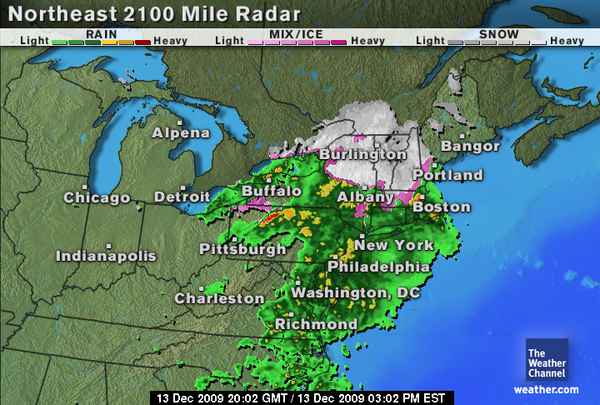 Northeast 2100 Mile Radar
RAIN MIX/ICE SNOW
Light Heavy Light Heavy Light Heavy
Alpena
Burlington
Bangor
Portland
Chicago
Detroit
Buffalo
Albany
Boston
Indianapolis
Pittsburgh
New York
Philadelphia
Charleston
Washington, DC
Richmond
The
Weather
Channel
weather.com
13 Dec 2009 20:02 GMT / 13 Dec 2009 03:02 PM EST